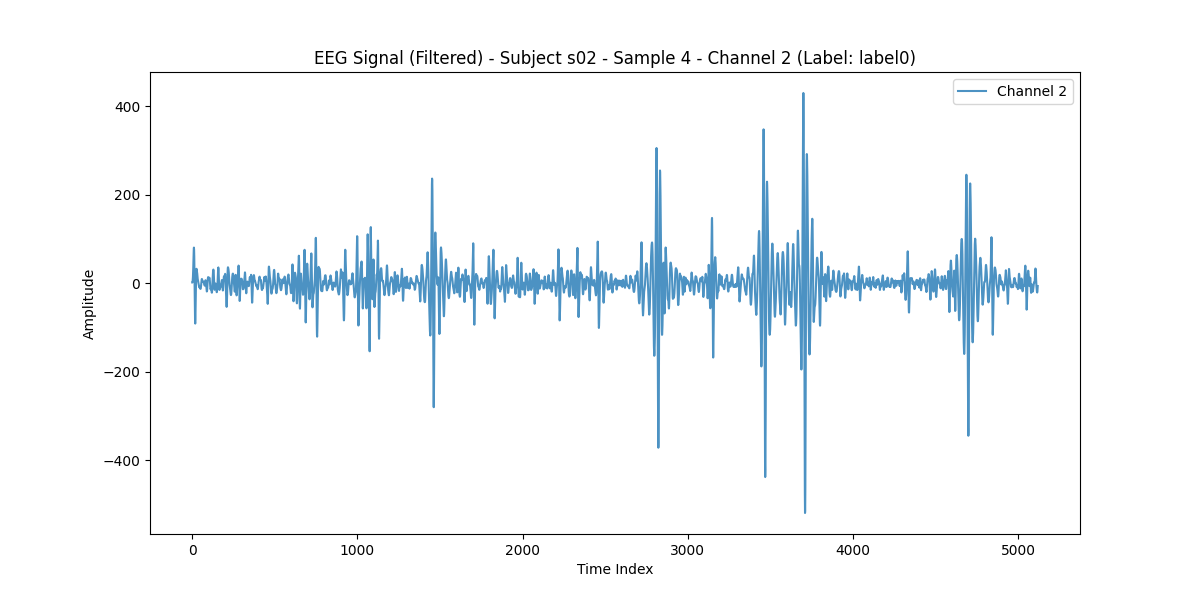 EEG Signal (Filtered) - Subject s02 - Sample 4 - Channel 2 (Label: label0)
Channel 2
Amplitude
400
200
0
−200
−400
0 1000 2000 3000 4000 5000
Time Index